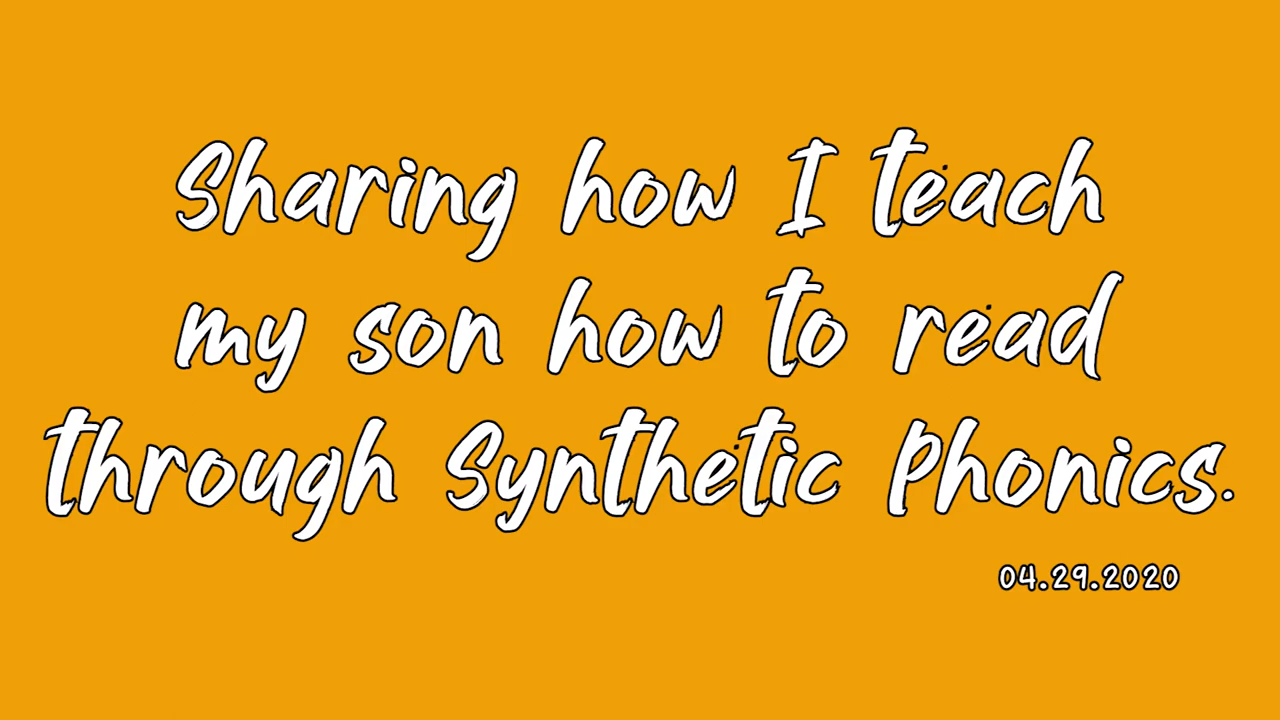 Sharing how I teach
my son how to read
through Synthetic Phonics.
04.29.2020